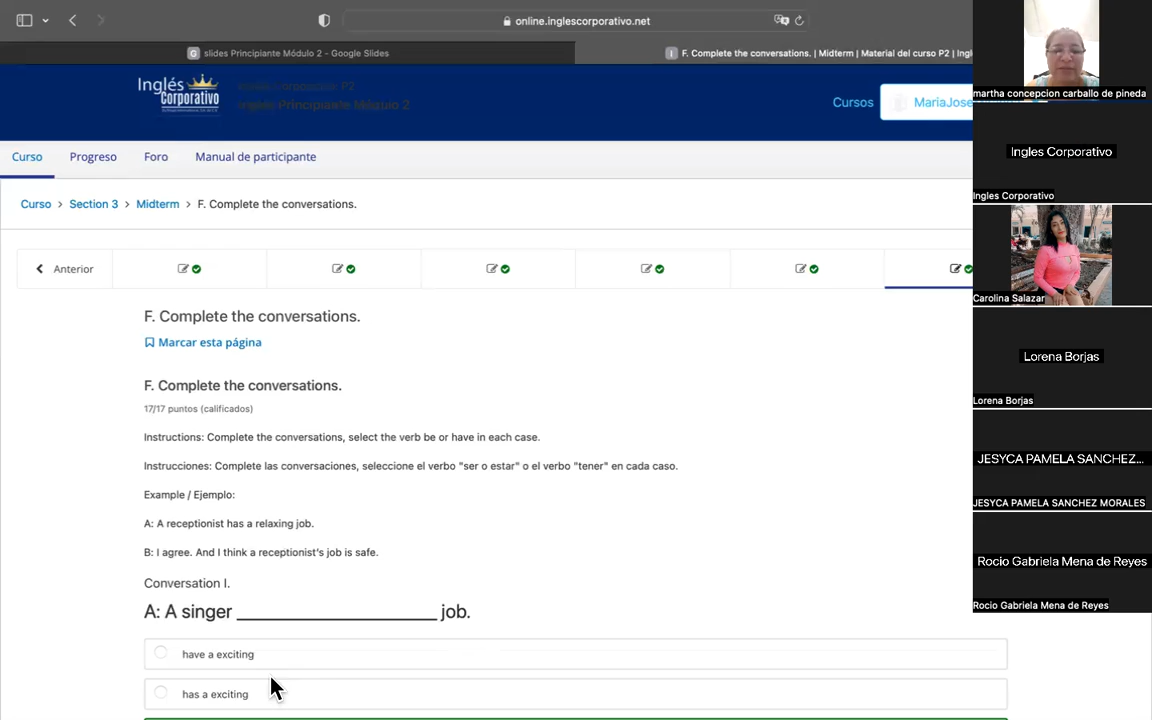 online.inglescorporativo.net
G slides Principiante Módulo 2 - Google Slides
I F. Complete the conversations. | Midterm | Material del curso P2 | Ingl
Inglés
Corporativo
Principiante Módulo 2
Cursos
MariaJose
Curso
Progreso
Foro
Manual de participante
Curso > Section 3 > Midterm > F. Complete the conversations.
Anterior
F. Complete the conversations.
Marcar esta página
F. Complete the conversations.
17/17 puntos (calificados)
Instructions: Complete the conversations, select the verb be or have in each case.
Instrucciones: Complete las conversaciones, seleccione el verbo "ser o estar" o el verbo "tener" en cada caso.
Example / Ejemplo:
A: A receptionist has a relaxing job.
B: I agree. And I think a receptionist's job is safe.
Conversation I.
A: A singer ____________________ job.
have a exciting
has a exciting
martha concepcion carballo de pineda
Ingles Corporativo
Ingles Corporativo
Carolina Salazar
Lorena Borjas
Lorena Borjas
JESYCA PAMELA SANCHEZ...
JESYCA PAMELA SANCHEZ MORALES
Rocio Gabriela Mena de Reyes
Rocio Gabriela Mena de Reyes